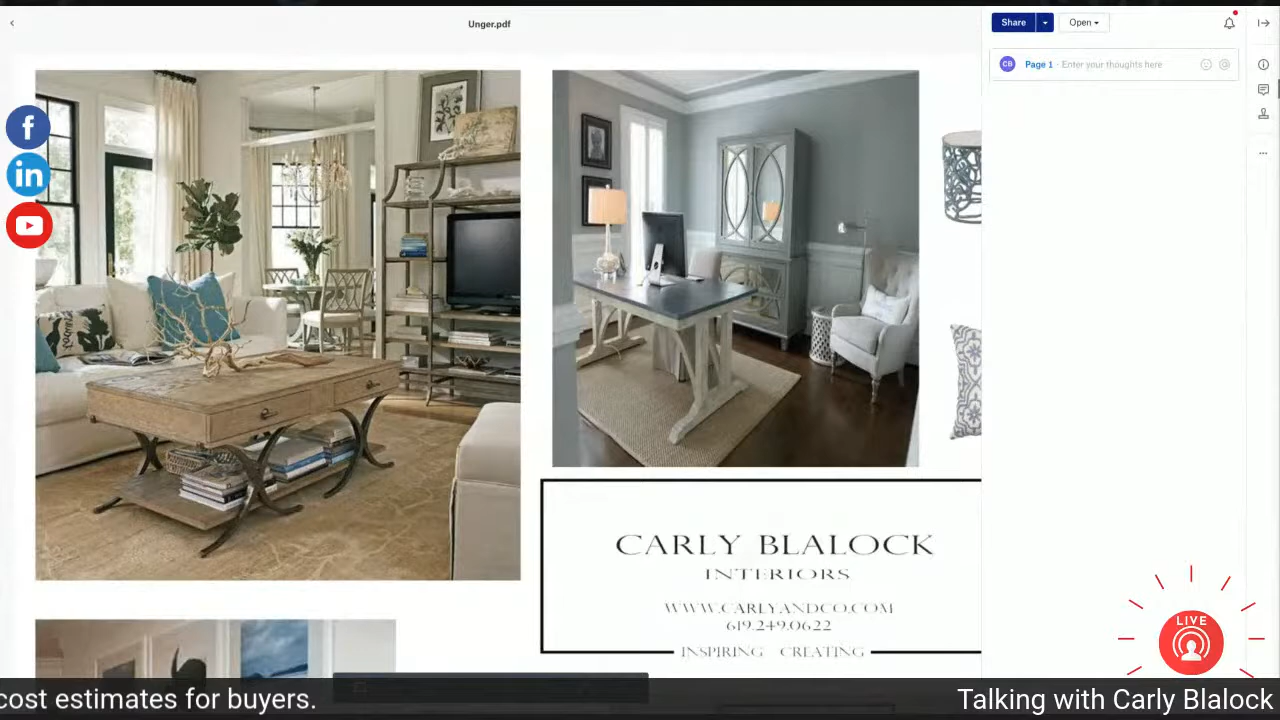 Unger.pdf
Share
Open
CB Page 1 - Enter your thoughts here
f
in
CARLY BLALOCK
INTERIORS
WWW.CARLYANDCO.COM
619.249.0622
INSPIRING CREATING
LIVE
cost estimates for buyers.
Talking with Carly Blalock